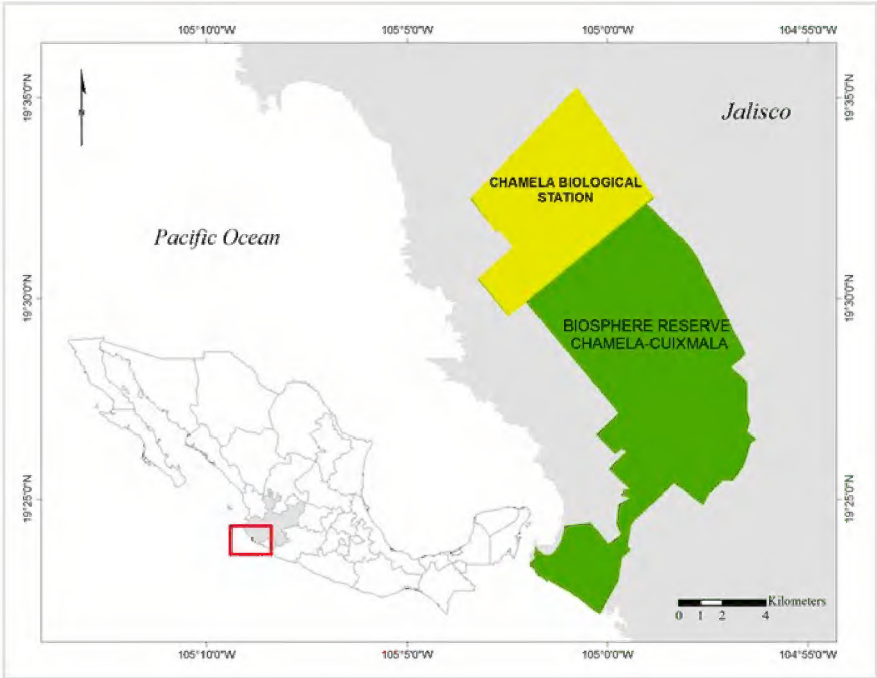 105°10'0"W 105°5'0"W 105°0'0"W 104°55'0"W
19°35'0"N 19°35'0"N
N
Jalisco
CHAMELA BIOLOGICAL
STATION
Pacific Ocean
19°30'0"N 19°30'0"N
BIOSPHERE RESERVE
CHAMELA-CUIXMALA
19°25'0"N 19°25'0"N
Kilometers
0 1 2 4
105°10'0"W 105°5'0"W 105°0'0"W 104°55'0"W